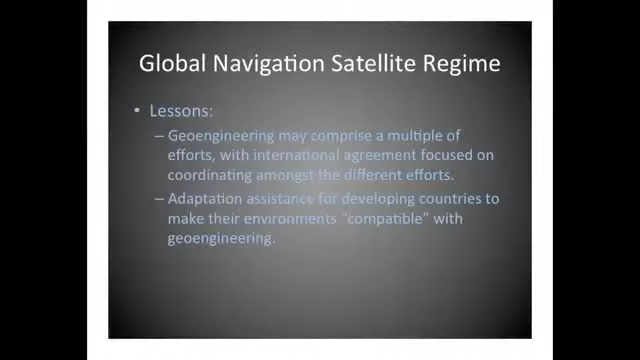 Global Navigation Satellite Regime
• Lessons:
– Geoengineering may comprise a multiple of
efforts, with international agreement focused on
coordinating amongst the different efforts.
– Adaptation assistance for developing countries to
make their environments “compatible” with
geoengineering.